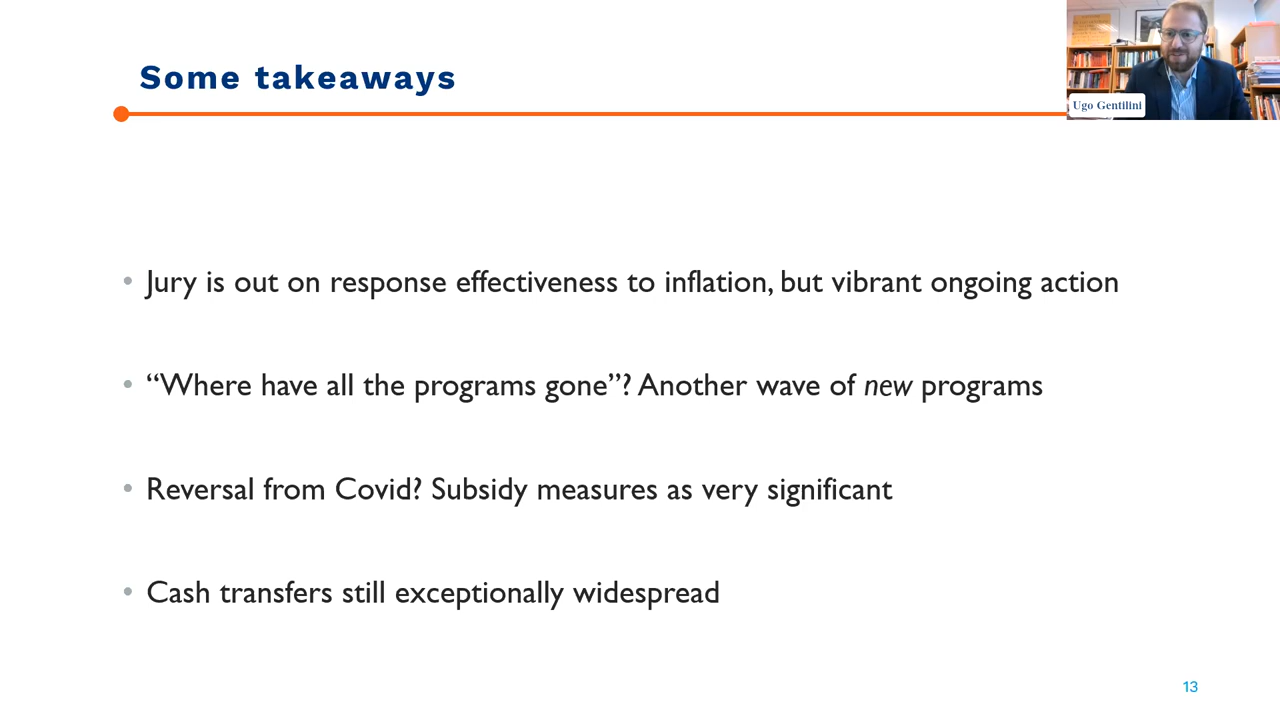 Some takeaways
Ugo Gentilini
• Jury is out on response effectiveness to inflation, but vibrant ongoing action
• “Where have all the programs gone”? Another wave of new programs
• Reversal from Covid? Subsidy measures as very significant
• Cash transfers still exceptionally widespread
13